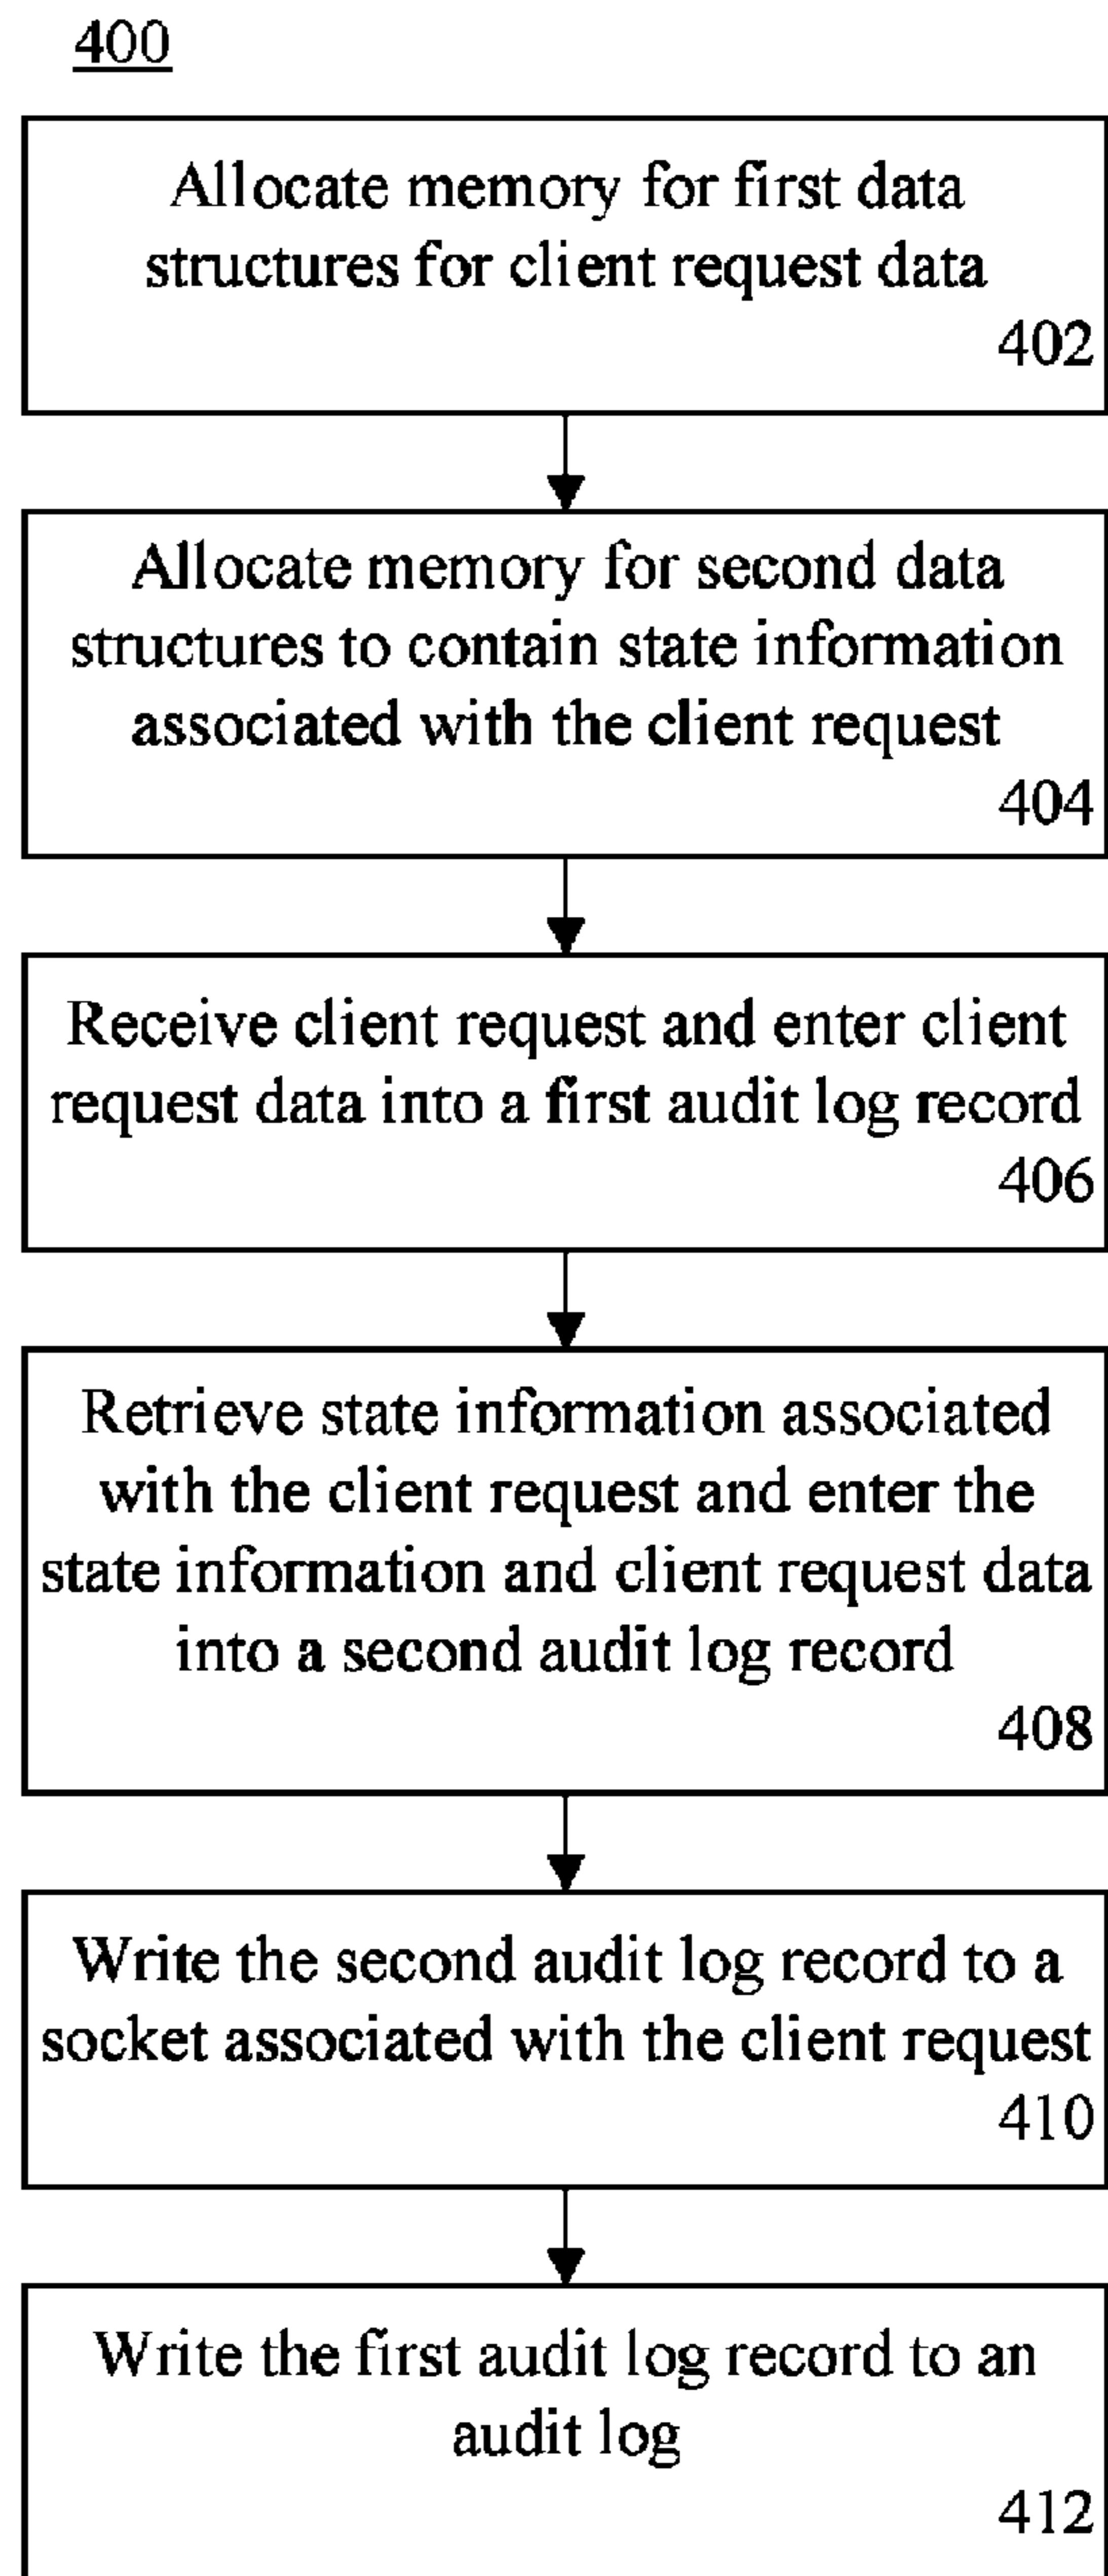 400
Allocate memory for first data
structures for client request data
402
Allocate memory for second data
structures to contain state information
associated with the client request
404
Receive client request and enter client
request data into a first audit log record
406
Retrieve state information associated
with the client request and enter the
state information and client request data
into a second audit log record
408
Write the second audit log record to a
socket associated with the client request
410
Write the first audit log record to an
audit log
412